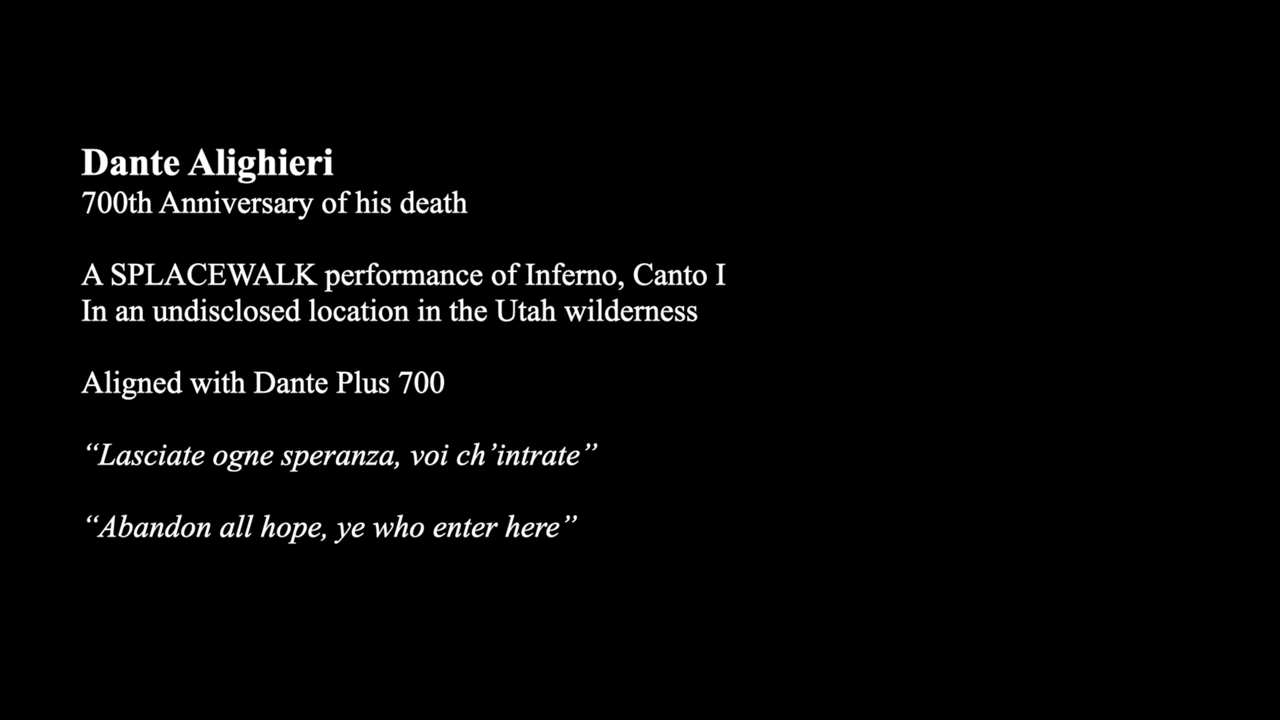 Dante Alighieri
700th Anniversary of his death
A SPLACEWALK performance of Inferno, Canto I
In an undisclosed location in the Utah wilderness
Aligned with Dante Plus 700
“Lasciate ogne speranza, voi ch’intrate”
“Abandon all hope, ye who enter here”